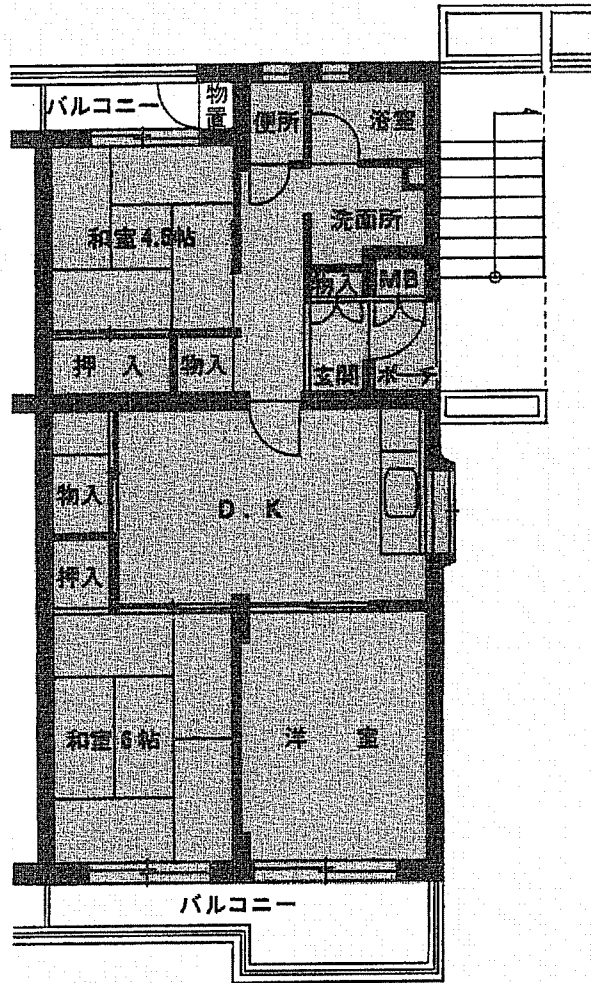 バルコニー
物置
便所
浴室
和室4.5帖
洗面所
物入
MB
押 入
物入
玄関
ポーチ
物入
D.K
押入
和室6帖
洋 室
バルコニー